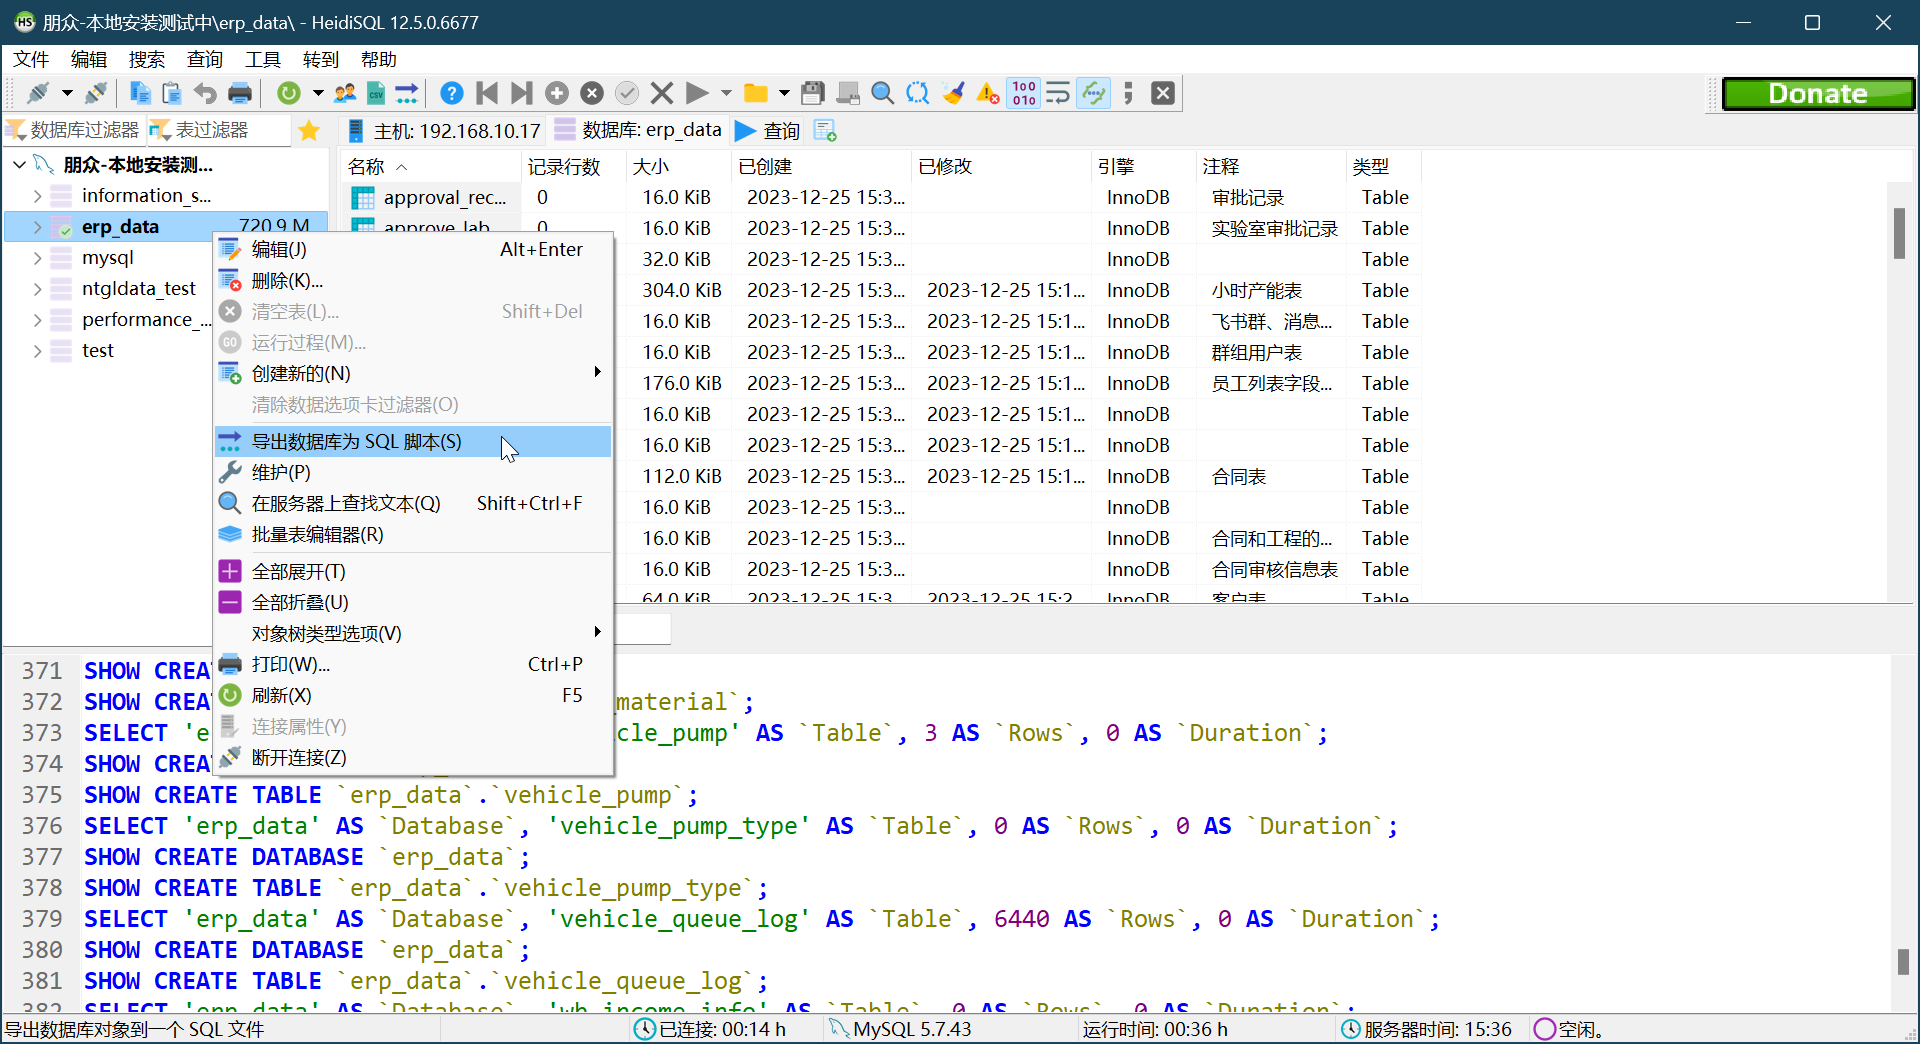 朋众-本地安装测试中\erp_data\ - HeidiSQL 12.5.0.6677
文件 编辑 搜索 查询 工具 转到 帮助
Donate
数据库过滤器 表过滤器 主机: 192.168.10.17 数据库: erp_data 查询
朋众-本地安装测... 名称 记录行数 大小 已创建 已修改 引擎 注释 类型
information_s... approval_rec... 0 16.0 KiB 2023-12-25 15:3... InnoDB 审批记录 Table
erp_data 720.9 M approve_lab 0 16.0 KiB 2023-12-25 15:3... InnoDB 实验室审批记录 Table
mysql 32.0 KiB 2023-12-25 15:3... InnoDB Table
ntgldata_test 304.0 KiB 2023-12-25 15:3... 2023-12-25 15:1... InnoDB 小时产能表 Table
performance_... 16.0 KiB 2023-12-25 15:3... 2023-12-25 15:1... InnoDB 飞书群、消息... Table
test 16.0 KiB 2023-12-25 15:3... 2023-12-25 15:1... InnoDB 群组用户表 Table
176.0 KiB 2023-12-25 15:3... 2023-12-25 15:1... InnoDB 员工列表字段... Table
16.0 KiB 2023-12-25 15:3... 2023-12-25 15:1... InnoDB Table
16.0 KiB 2023-12-25 15:3... 2023-12-25 15:1... InnoDB Table
112.0 KiB 2023-12-25 15:3... 2023-12-25 15:1... InnoDB 合同表 Table
16.0 KiB 2023-12-25 15:3... InnoDB Table
16.0 KiB 2023-12-25 15:3... InnoDB 合同和工程的... Table
16.0 KiB 2023-12-25 15:3... InnoDB 合同审核信息表 Table
64.0 KiB 2023-12-25 15:3 2023-12-25 15:2 InnoDB 客户表 Table
编辑(J) Alt+Enter
删除(K)...
清空表(L)... Shift+Del
运行过程(M)...
创建新的(N)
清除数据选项卡过滤器(O)
导出数据库为 SQL 脚本(S)
维护(P)
在服务器上查找文本(Q) Shift+Ctrl+F
批量表编辑器(R)
全部展开(T)
全部折叠(U)
对象树类型选项(V)
打印(W)... Ctrl+P
刷新(X) F5
连接属性(Y)
断开连接(Z)
371 SHOW CREA
372 SHOW CREA _material`;
373 SELECT 'e icle_pump' AS `Table`, 3 AS `Rows`, 0 AS `Duration`;
374 SHOW CREA
375 SHOW CREATE TABLE `erp_data`.`vehicle_pump`;
376 SELECT 'erp_data' AS `Database`, 'vehicle_pump_type' AS `Table`, 0 AS `Rows`, 0 AS `Duration`;
377 SHOW CREATE DATABASE `erp_data`;
378 SHOW CREATE TABLE `erp_data`.`vehicle_pump_type`;
379 SELECT 'erp_data' AS `Database`, 'vehicle_queue_log' AS `Table`, 6440 AS `Rows`, 0 AS `Duration`;
380 SHOW CREATE DATABASE `erp_data`;
381 SHOW CREATE TABLE `erp_data`.`vehicle_queue_log`;
382 SELECT 'erp_data' AS `Database`, 'wb_income_info' AS `Table`, 0 AS `Rows`, 0 AS `Duration`;
导出数据库对象到一个 SQL 文件 已连接: 00:14 h MySQL 5.7.43 运行时间: 00:36 h 服务器时间: 15:36 空闲。